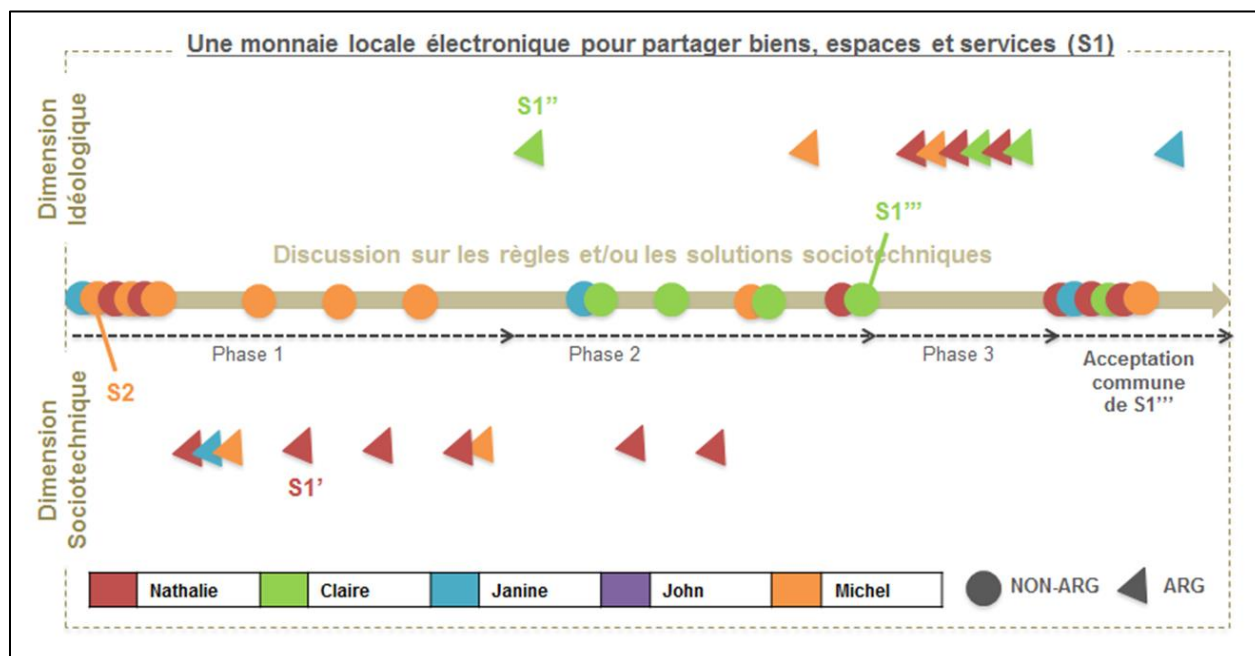 Une monnaie locale électronique pour partager biens, espaces et services (S1)
Dimension
Idéologique
S1’’
S1’’’
Discussion sur les règles et/ou les solutions sociotechniques
Phase 1
Phase 2
Phase 3
Acceptation
commune
de S1’’’
S2
Dimension
Sociotechnique
S1’
Nathalie
Claire
Janine
John
Michel
NON-ARG
ARG